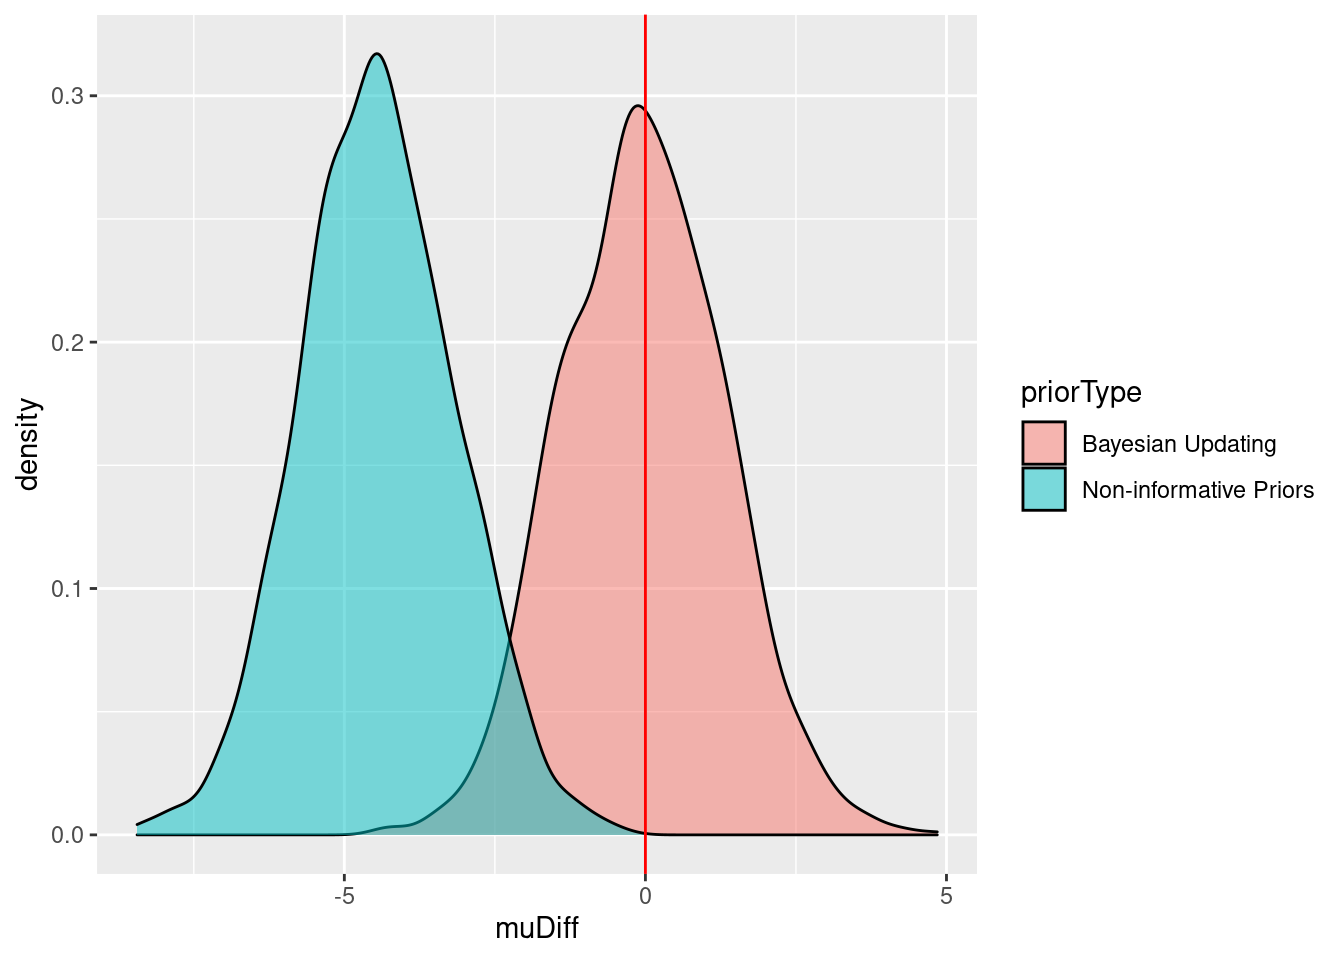 density
0.3
0.2
0.1
0.0
-5
0
5
muDiff
priorType
Bayesian Updating
Non-informative Priors